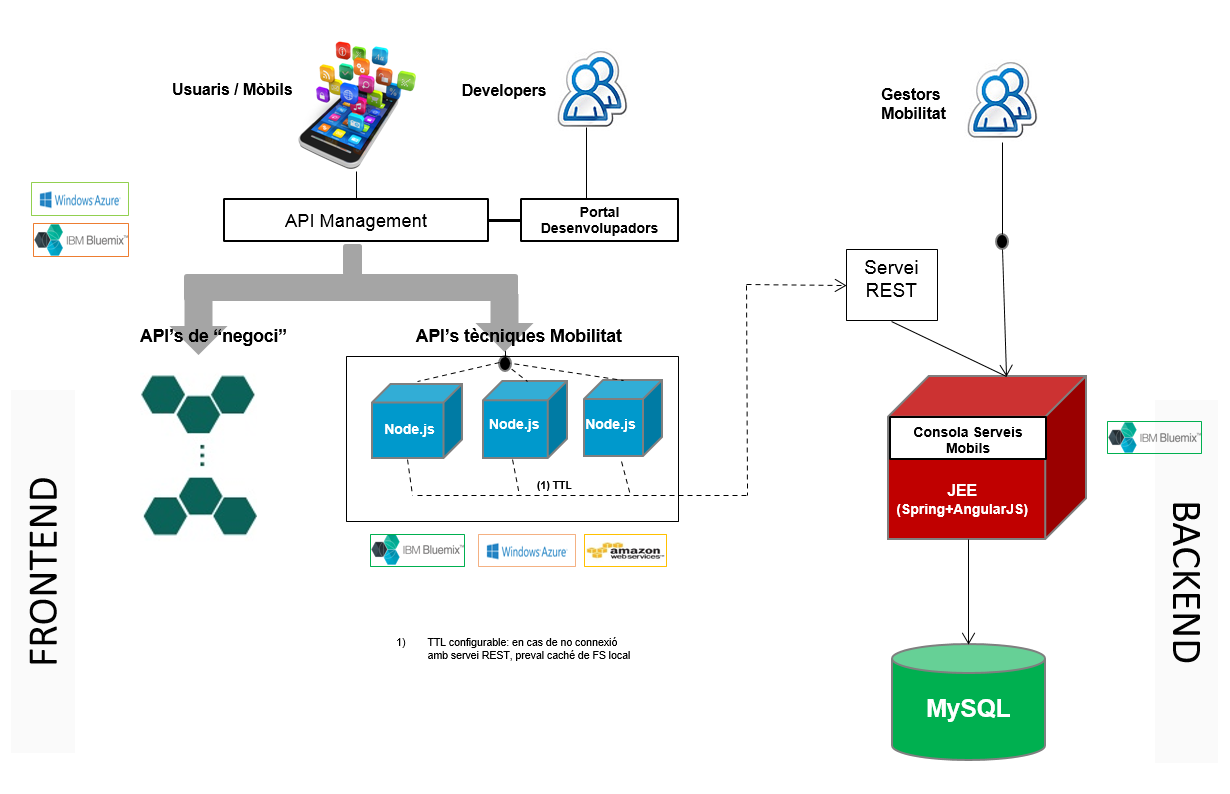 Usuaris / Mòbils
Developers
Gestors
Mobilitat
Windows Azure
IBM Bluemix™
API Management
Portal
Desenvolupadors
Servei
REST
API's de “negoci”
API's tècniques Mobilitat
Node.js
Node.js
Node.js
(1) TTL
Consola Serveis
Mobils
JEE
(Spring+AngularJS)
IBM Bluemix™
IBM Bluemix™
Windows Azure
amazon
web services™
FRONTEND
BACKEND
1) TTL configurable: en cas de no connexió
amb servei REST, preval caché de FS local
MySQL